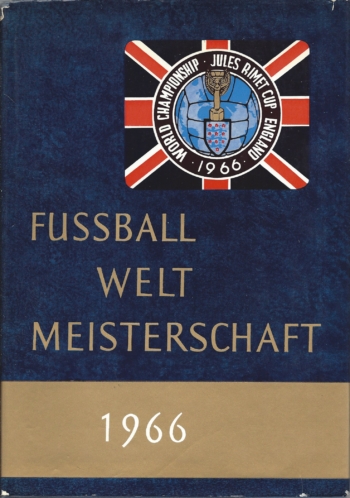 WORLD CHAMPIONSHIP · JULES RIMET CUP · ENGLAND
· 1966 ·
FUSSBALL
WELT
MEISTERSCHAFT
1966